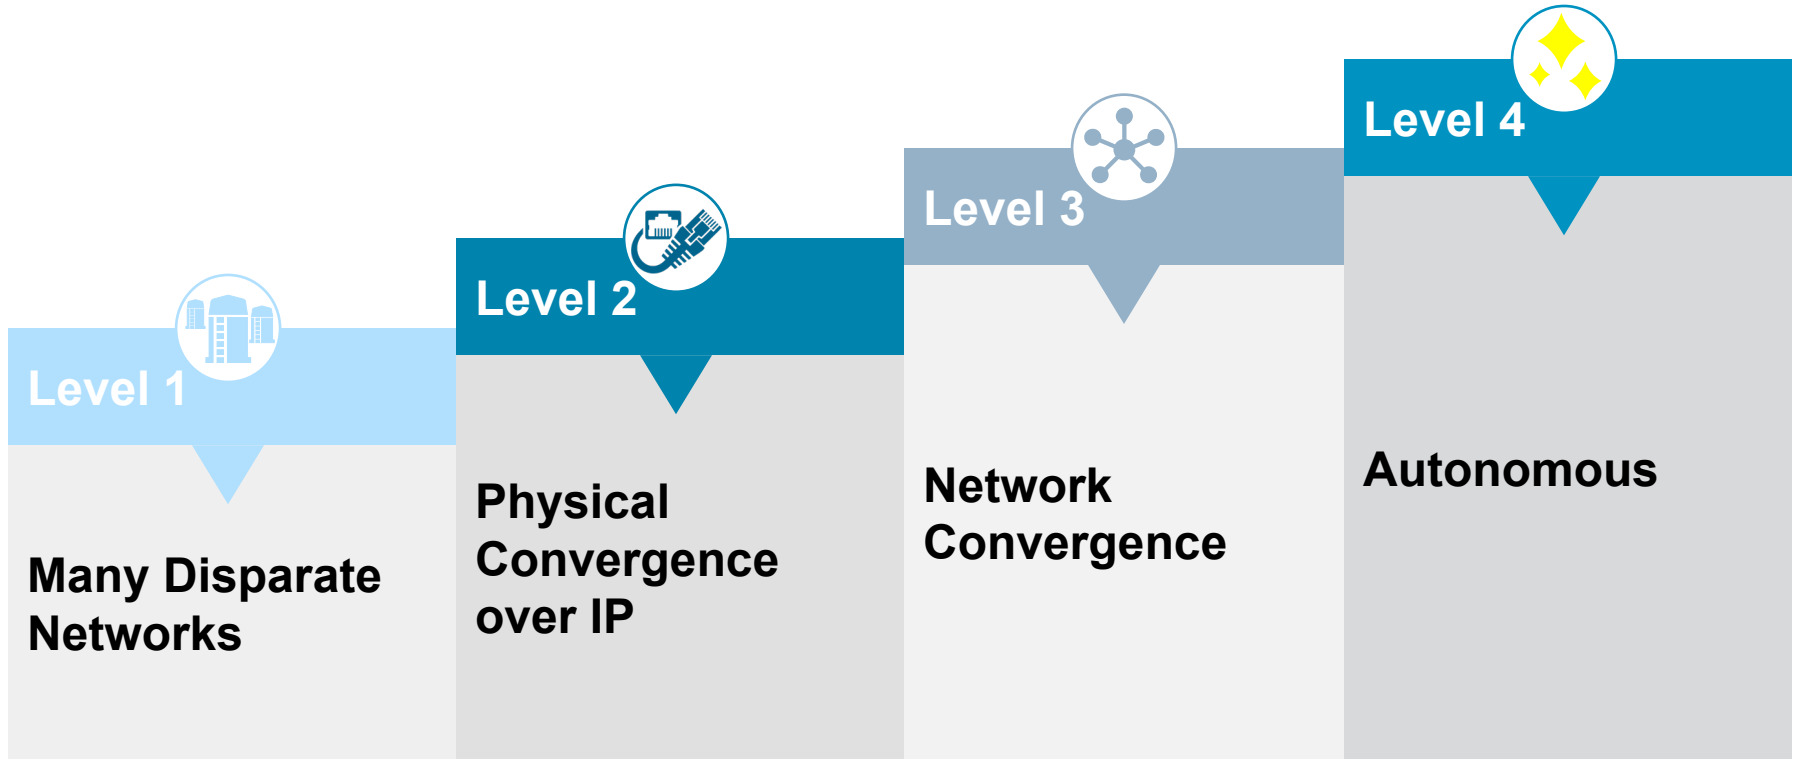 Level 1
Many Disparate
Networks
Level 2
Physical
Convergence
over IP
Level 3
Network
Convergence
Level 4
Autonomous